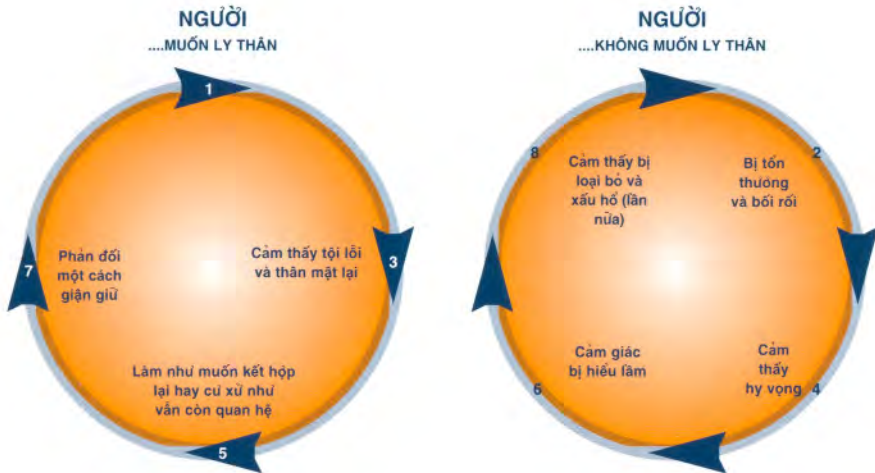 NGƯỜI
....MUỐN LY THÂN
1
Cảm thấy tội lỗi
và thân mật lại
3
Làm như muốn kết hộp
lại hay cư xử như
vẫn còn quan hệ
5
Phản đối
một cách
giận giữ
7
NGƯỜI
....KHÔNG MUỐN LY THÂN
2
Bị tổn
thương
và bối rối
Cảm
thấy
hy vọng
4
Cảm giác
bị hiểu lầm
6
8
Cảm thấy bị
loại bỏ và
xấu hổ (lần
nữa)